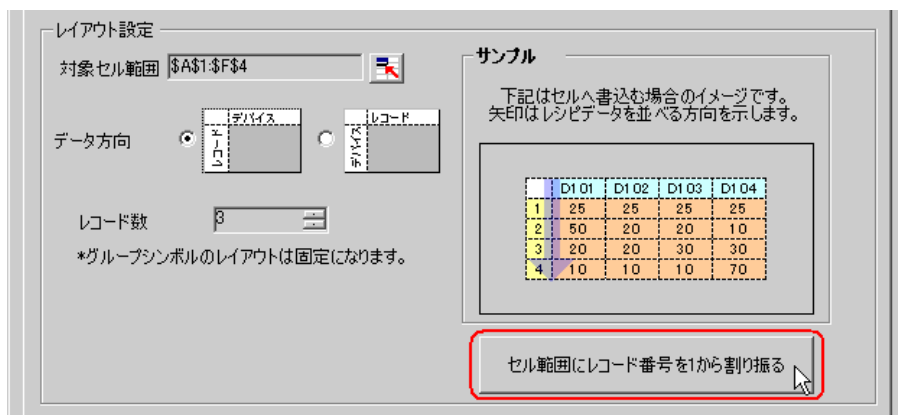 レイアウト設定
対象セル範囲 $A$1:$F$4
データ方向
デバイス
レコード
レコード
デバイス
レコード数 3
*グループシンボルのレイアウトは固定になります。
サンプル
下記はセルへ書込む場合のイメージです。
矢印はレシピデータを並べる方向を示します。
D101 D102 D103 D104
1 25 25 25 25
2 50 20 20 10
3 20 20 30 30
4 10 10 10 70
セル範囲にレコード番号を1から割り振る